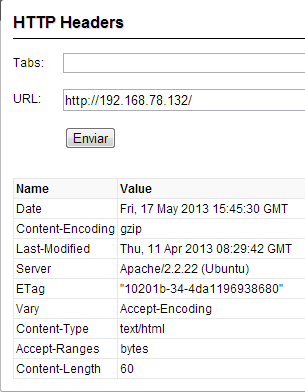 HTTP Headers
Tabs:
URL: http://192.168.78.132/
Enviar
Name Value
Date Fri, 17 May 2013 15:45:30 GMT
Content-Encoding gzip
Last-Modified Thu, 11 Apr 2013 08:29:42 GMT
Server Apache/2.2.22 (Ubuntu)
ETag "10201b-34-4da1196938680"
Vary Accept-Encoding
Content-Type text/html
Accept-Ranges bytes
Content-Length 60